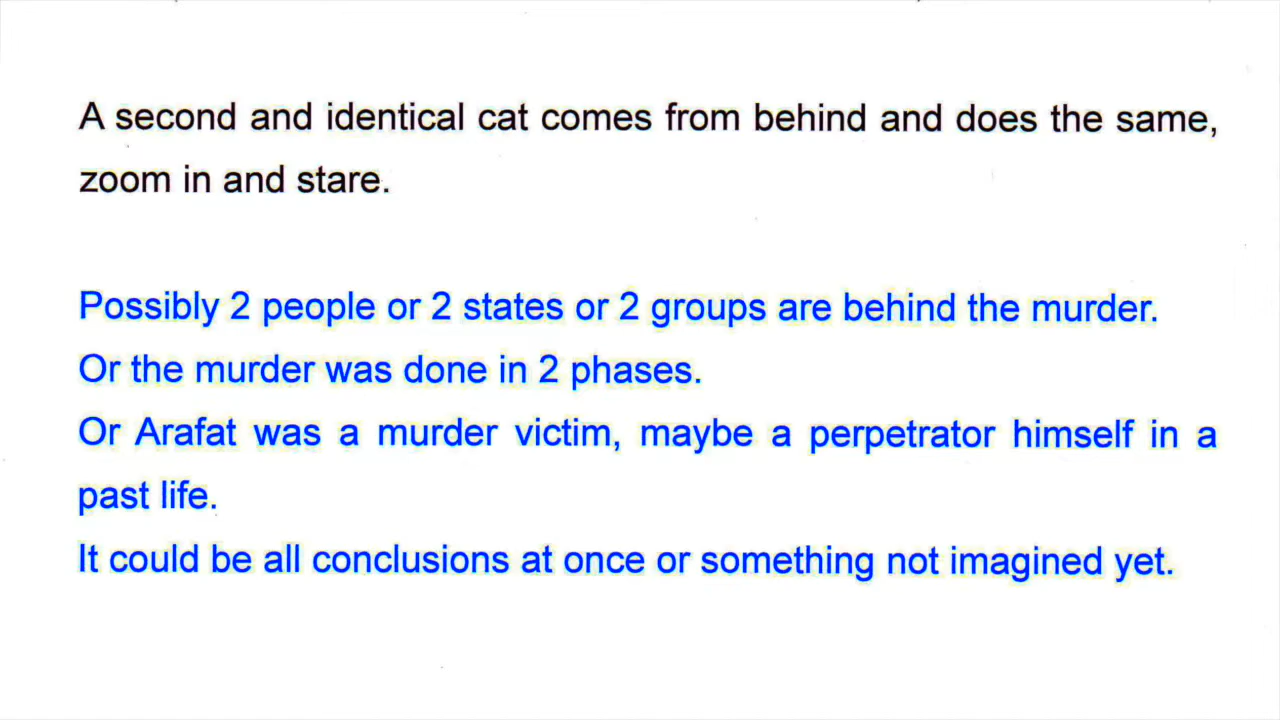 A second and identical cat comes from behind and does the same,
zoom in and stare.
Possibly 2 people or 2 states or 2 groups are behind the murder.
Or the murder was done in 2 phases.
Or Arafat was a murder victim, maybe a perpetrator himself in a
past life.
It could be all conclusions at once or something not imagined yet.